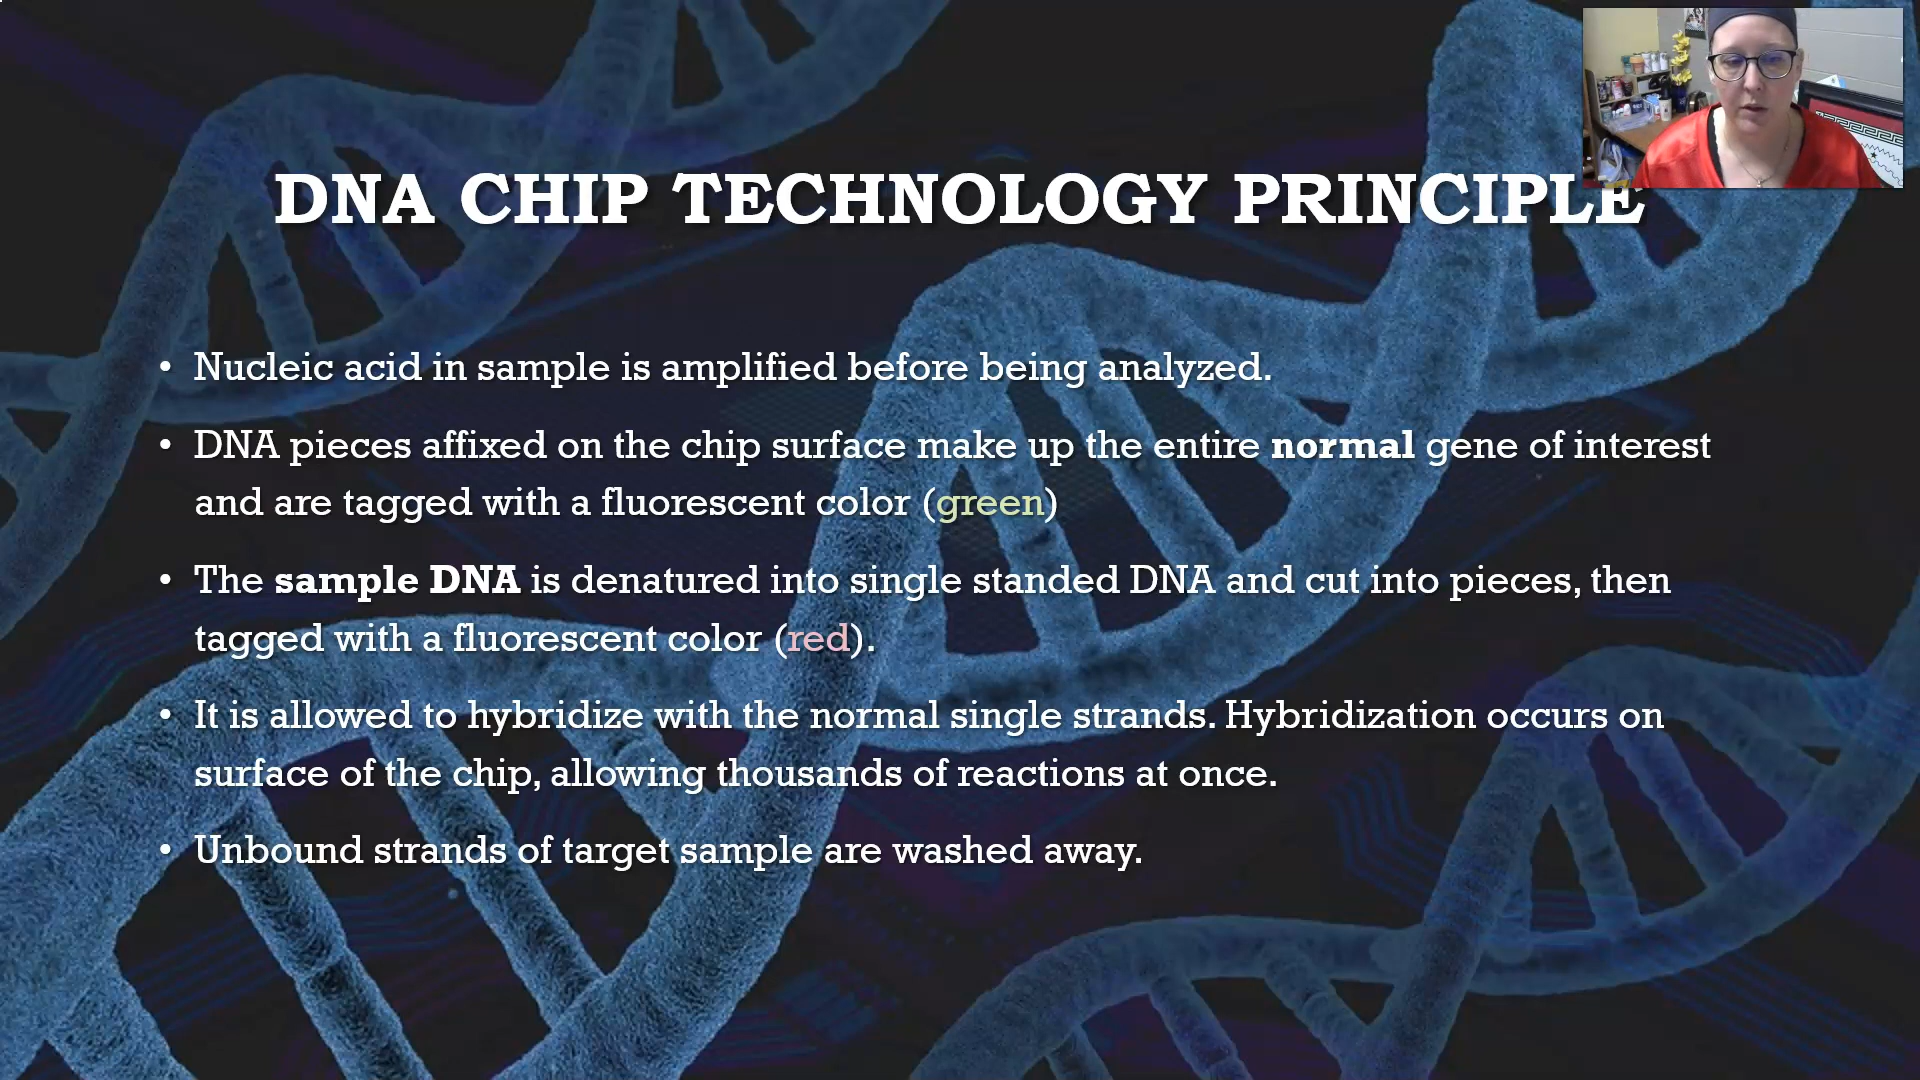 DNA CHIP TECHNOLOGY PRINCIPLE
• Nucleic acid in sample is amplified before being analyzed.
• DNA pieces affixed on the chip surface make up the entire normal gene of interest
and are tagged with a fluorescent color (green)
• The sample DNA is denatured into single standed DNA and cut into pieces, then
tagged with a fluorescent color (red).
• It is allowed to hybridize with the normal single strands. Hybridization occurs on
surface of the chip, allowing thousands of reactions at once.
• Unbound strands of target sample are washed away.